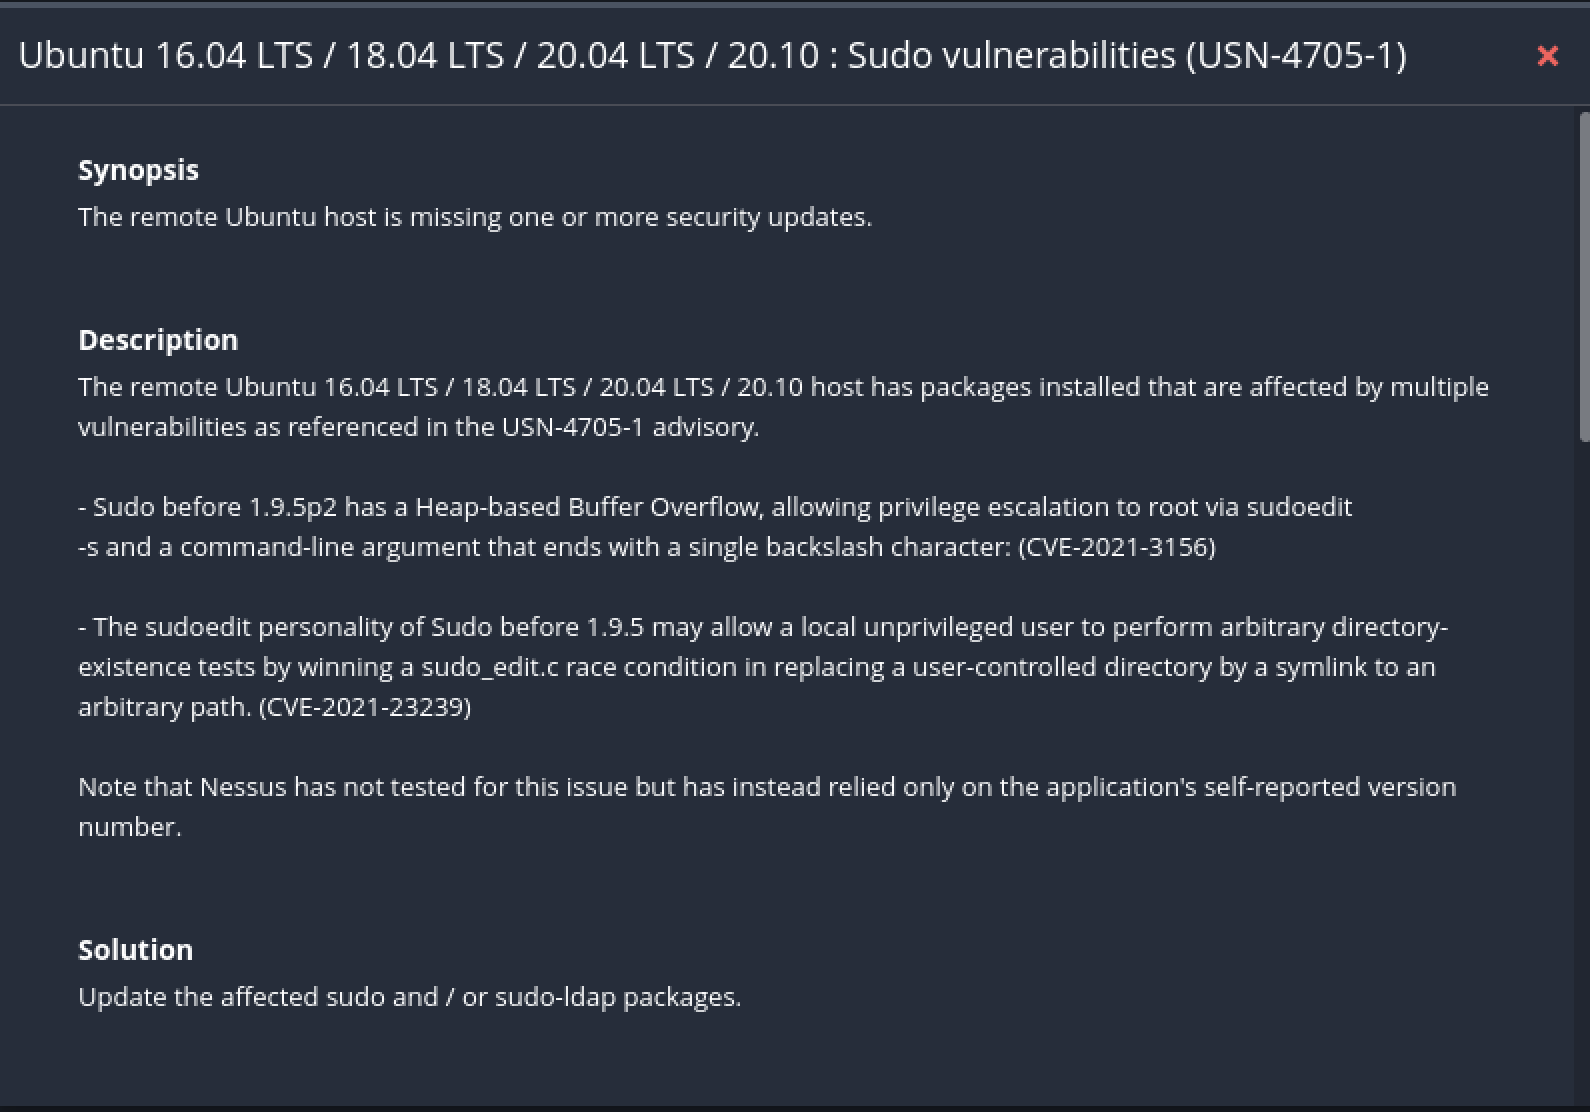 Ubuntu 16.04 LTS / 18.04 LTS / 20.04 LTS / 20.10 : Sudo vulnerabilities (USN-4705-1)
Synopsis
The remote Ubuntu host is missing one or more security updates.
Description
The remote Ubuntu 16.04 LTS / 18.04 LTS / 20.04 LTS / 20.10 host has packages installed that are affected by multiple
vulnerabilities as referenced in the USN-4705-1 advisory.
- Sudo before 1.9.5p2 has a Heap-based Buffer Overflow, allowing privilege escalation to root via sudoedit
-s and a command-line argument that ends with a single backslash character: (CVE-2021-3156)
- The sudoedit personality of Sudo before 1.9.5 may allow a local unprivileged user to perform arbitrary directory-
existence tests by winning a sudo_edit.c race condition in replacing a user-controlled directory by a symlink to an
arbitrary path. (CVE-2021-23239)
Note that Nessus has not tested for this issue but has instead relied only on the application's self-reported version
number.
Solution
Update the affected sudo and / or sudo-ldap packages.